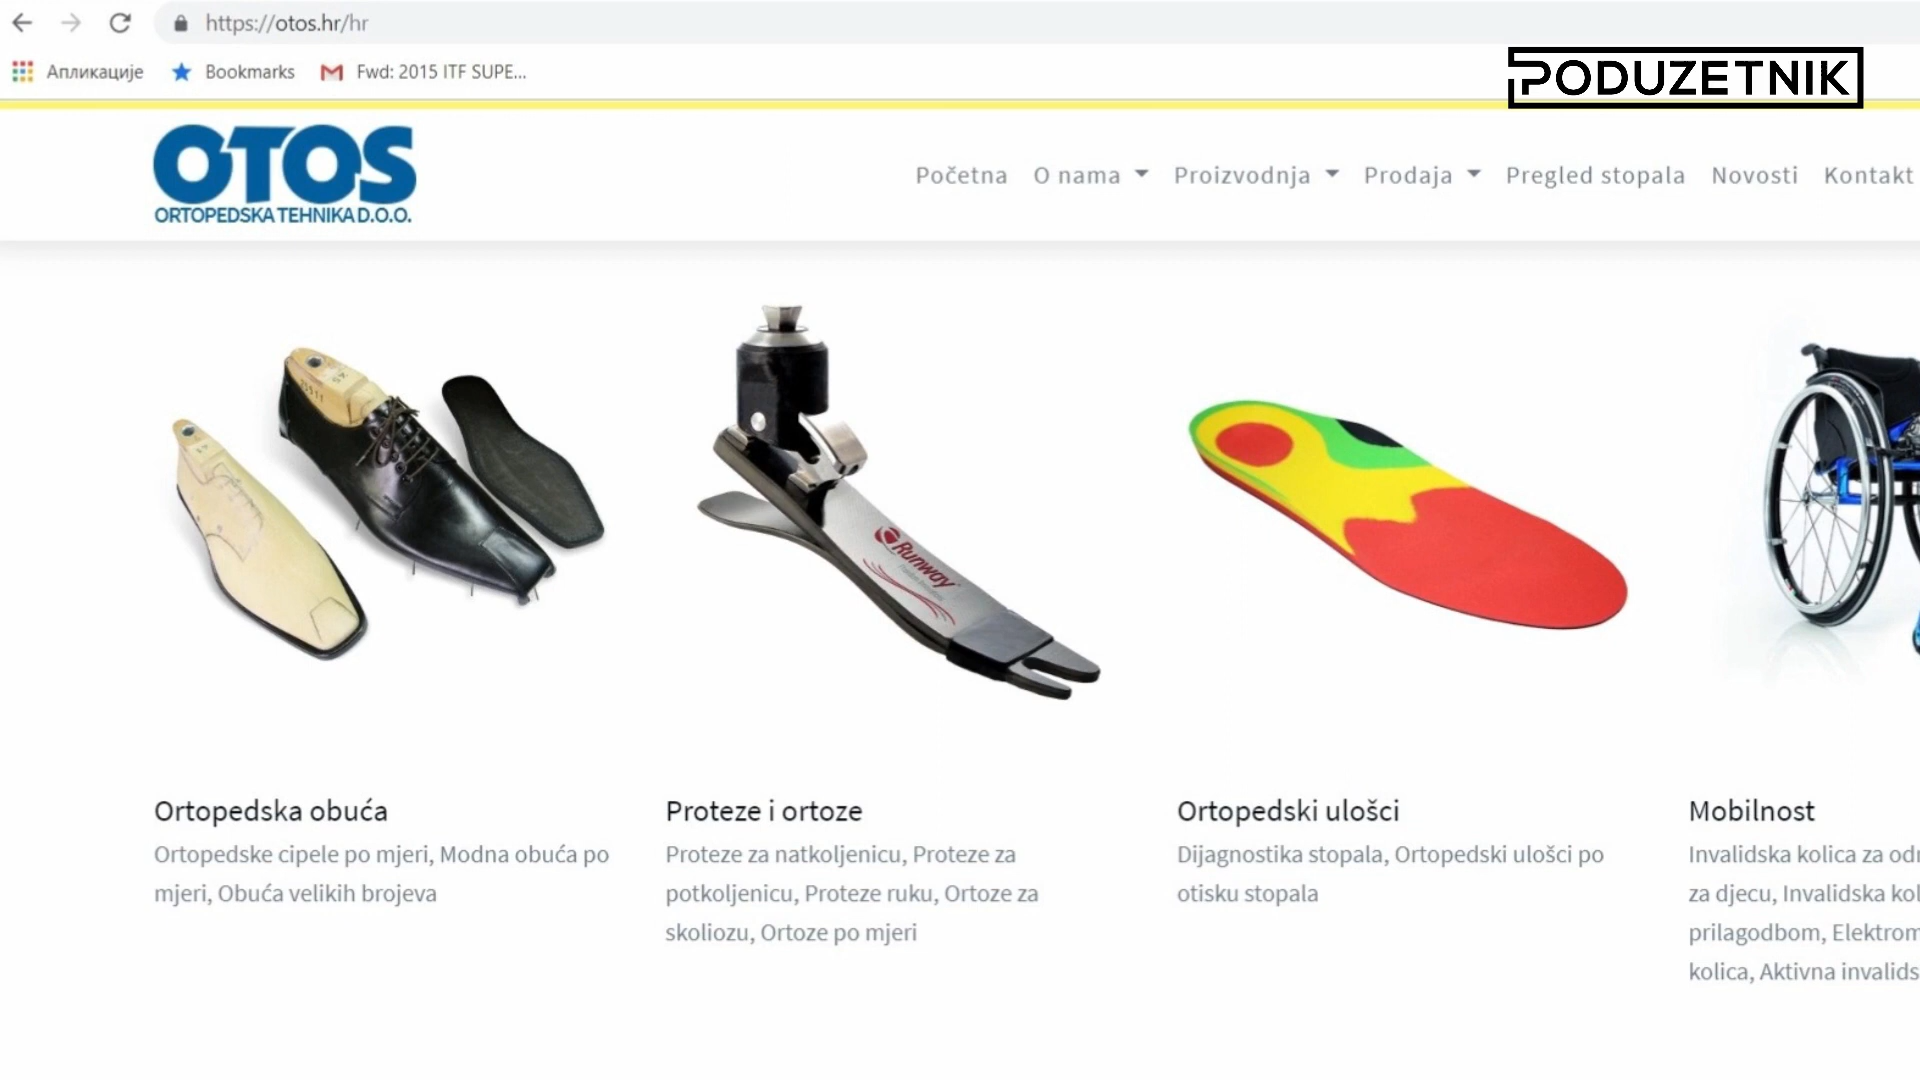 https://otos.hr/hr
Апликације Bookmarks Fwd: 2015 ITF SUPE...
PODUZETNIK
OTOS
ORTOPEDSKA TEHNIKA D.O.O.
Početna O nama Proizvodnja Prodaja Pregled stopala Novosti Kontakt
Runway
Ortopedska obuća
Ortopedske cipele po mjeri, Modna obuća po
mjeri, Obuća velikih brojeva
Proteze i ortoze
Proteze za natkoljenicu, Proteze za
potkoljenicu, Proteze ruku, Ortoze za
skoliozu, Ortoze po mjeri
Ortopedski ulošci
Dijagnostika stopala, Ortopedski ulošci po
otisku stopala
Mobilnost
Invalidska kolica za od
za djecu, Invalidska kol
prilagodbom, Elektrom
kolica, Aktivna invalids